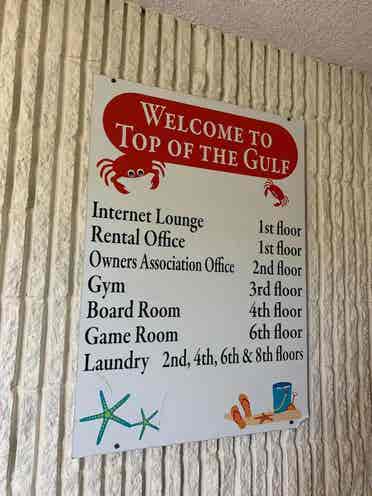 Welcome to
Top of the Gulf
Internet Lounge 1st floor
Rental Office 1st floor
Owners Association Office 2nd floor
Gym 3rd floor
Board Room 4th floor
Game Room 6th floor
Laundry 2nd, 4th, 6th & 8th floors